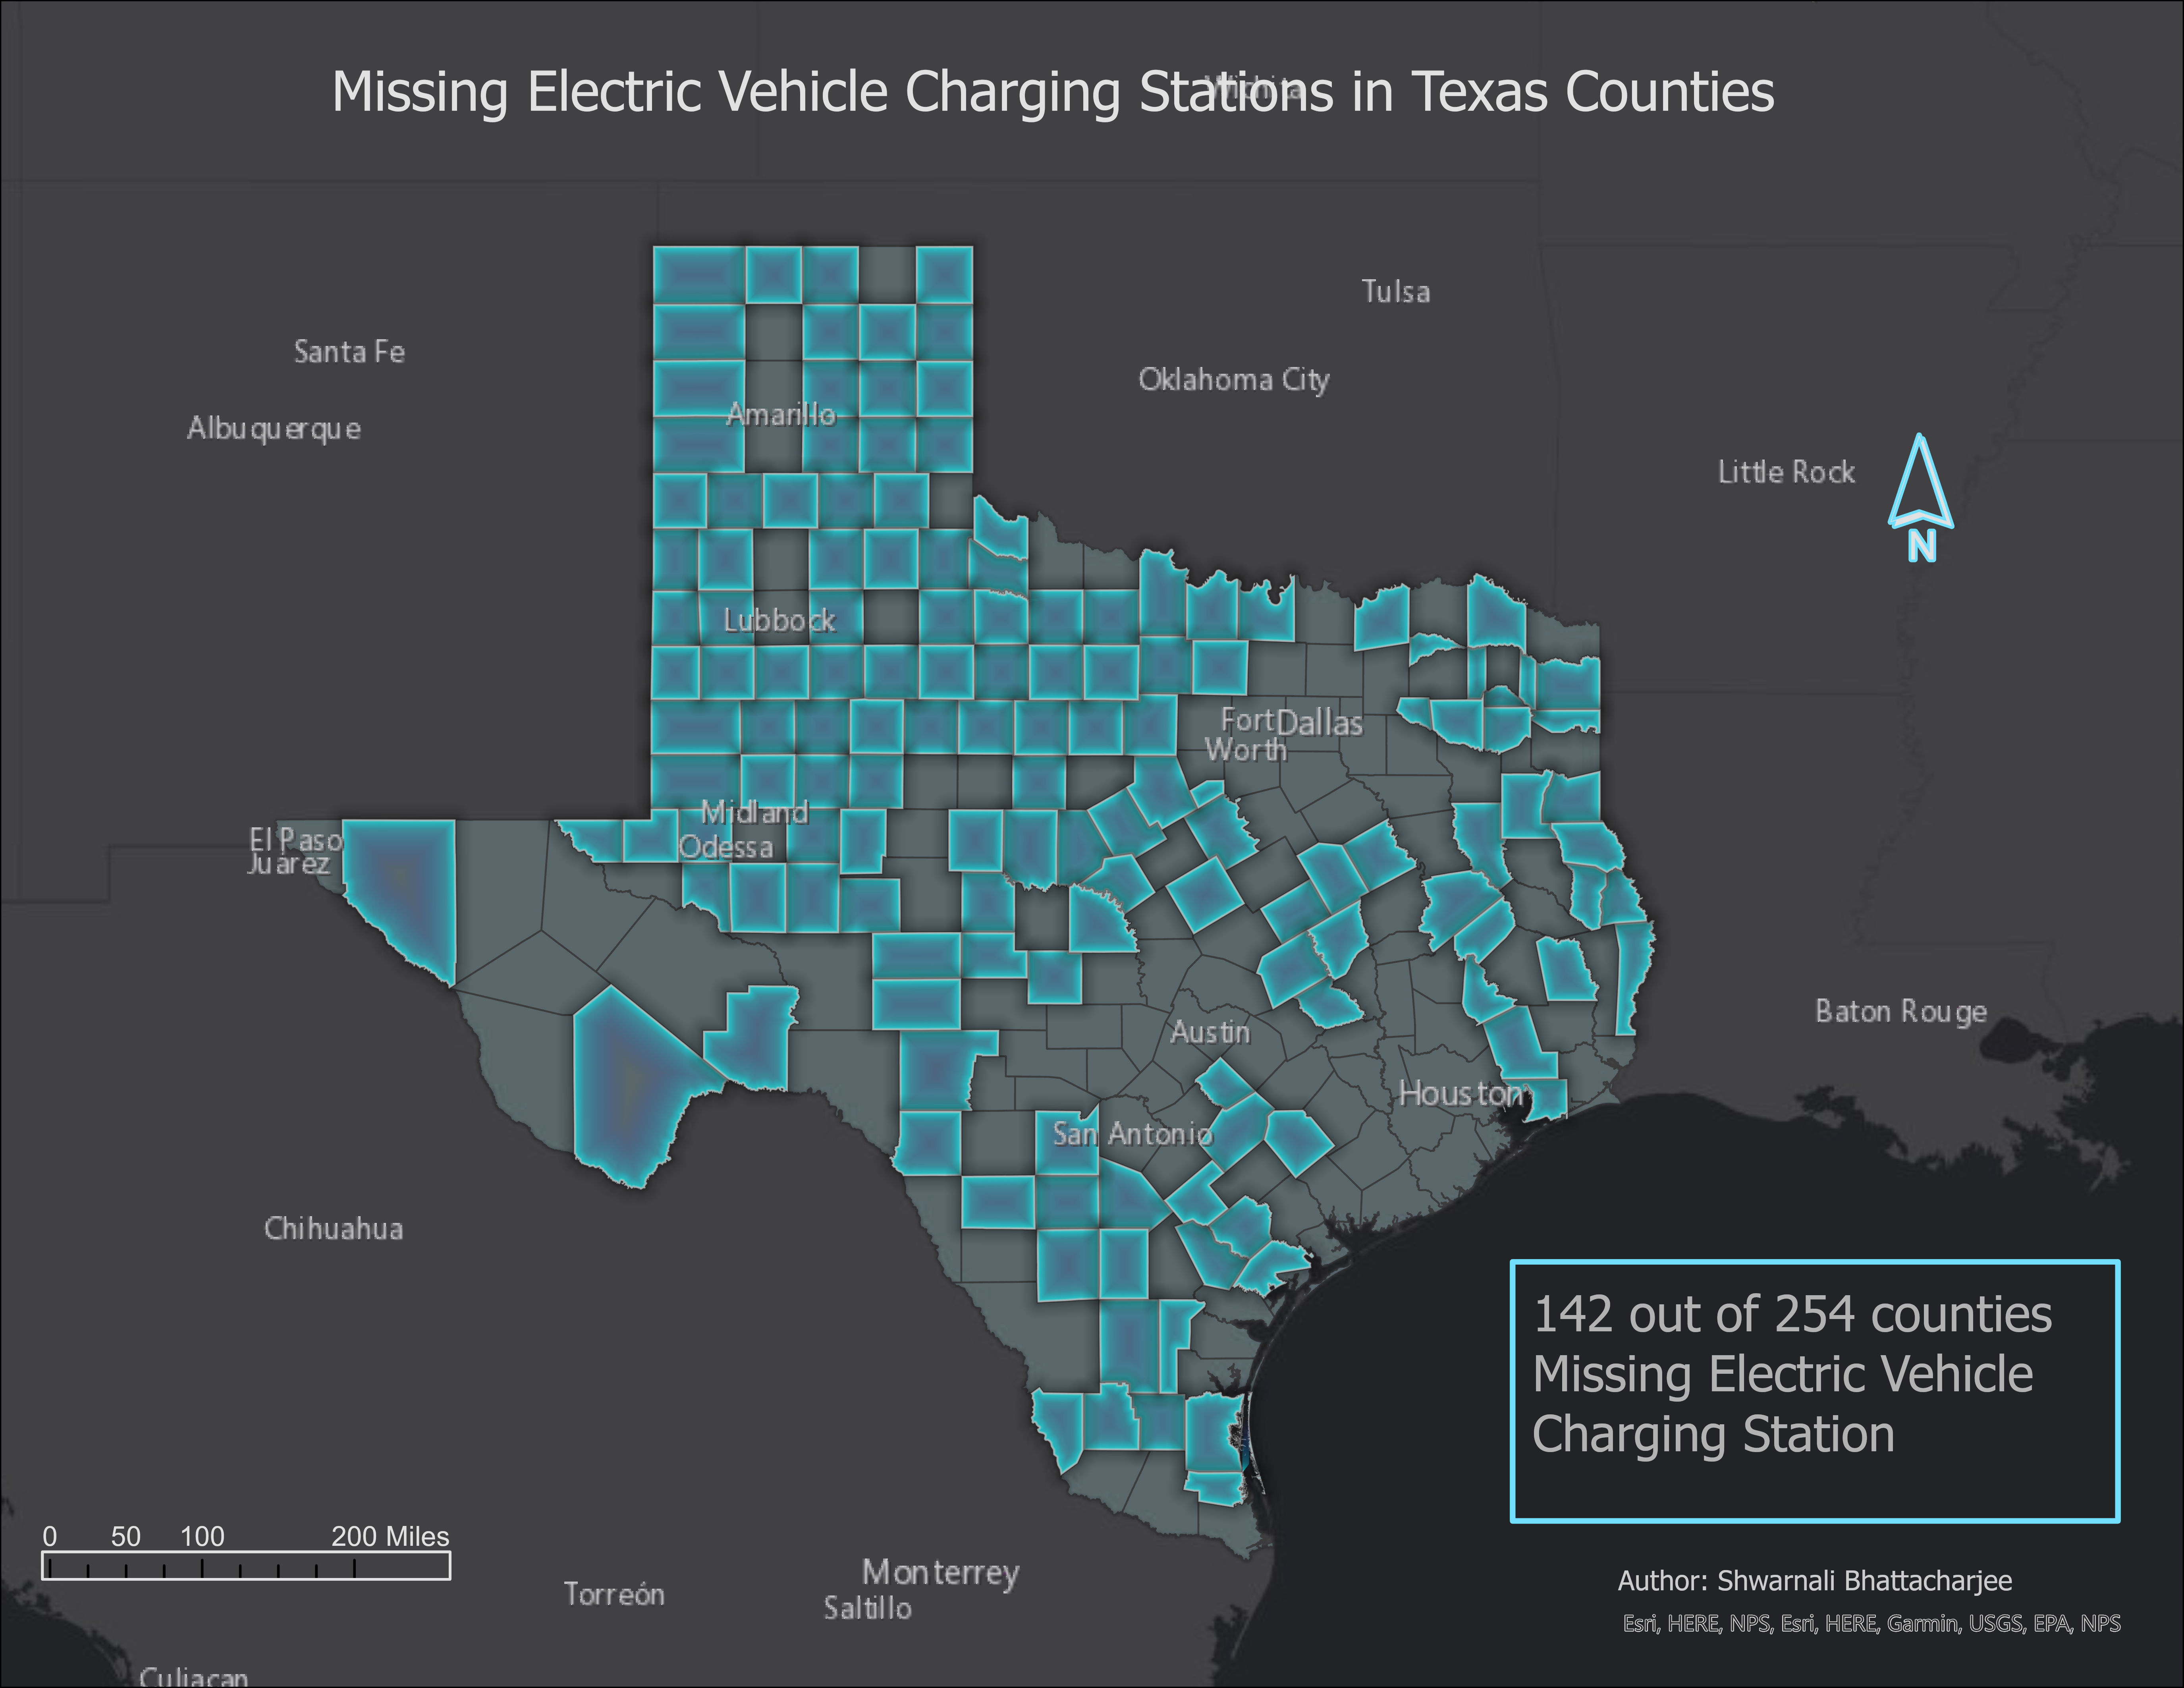 Missing Electric Vehicle Charging Stations in Texas Counties
Wichita
Tulsa
Santa Fe
Oklahoma City
Amarillo
Albuquerque
Little Rock
N
Lubbock
Fort
Dallas
Worth
Midland
El Paso
Odessa
Juárez
Baton Rouge
Austin
Houston
San Antonio
Chihuahua
142 out of 254 counties
Missing Electric Vehicle
Charging Station
0 50 100 200 Miles
Monterrey
Torreón
Saltillo
Author: Shwarnali Bhattacharjee
Esri, HERE, NPS, Esri, HERE, Garmin, USGS, EPA, NPS
Culiacan